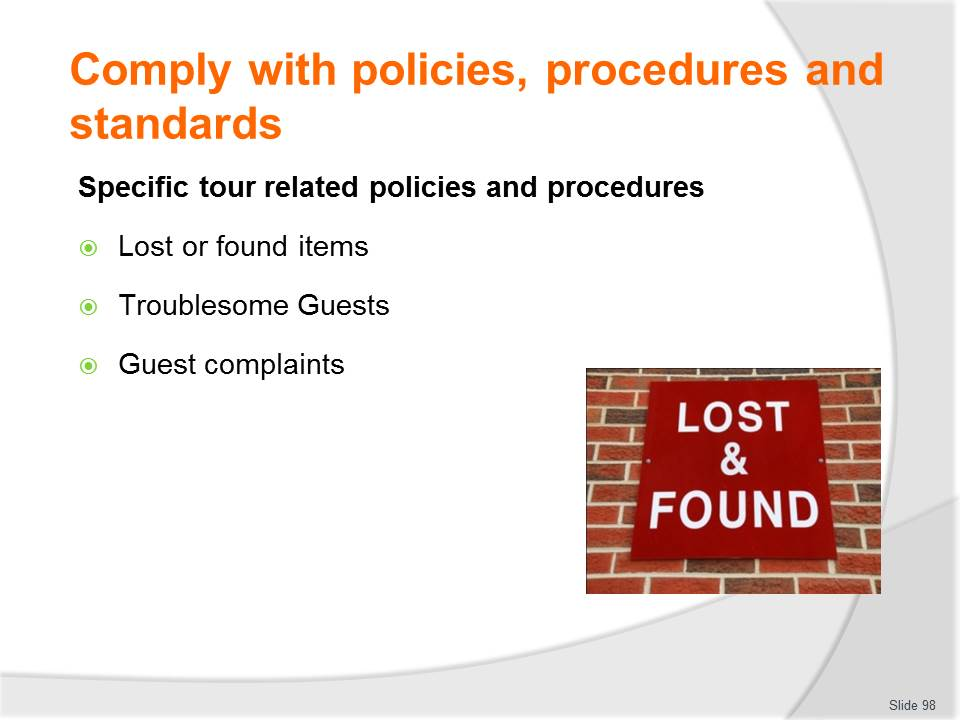 Comply with policies, procedures and
standards
Specific tour related policies and procedures
Lost or found items
Troublesome Guests
Guest complaints
LOST
&
FOUND
Slide 98